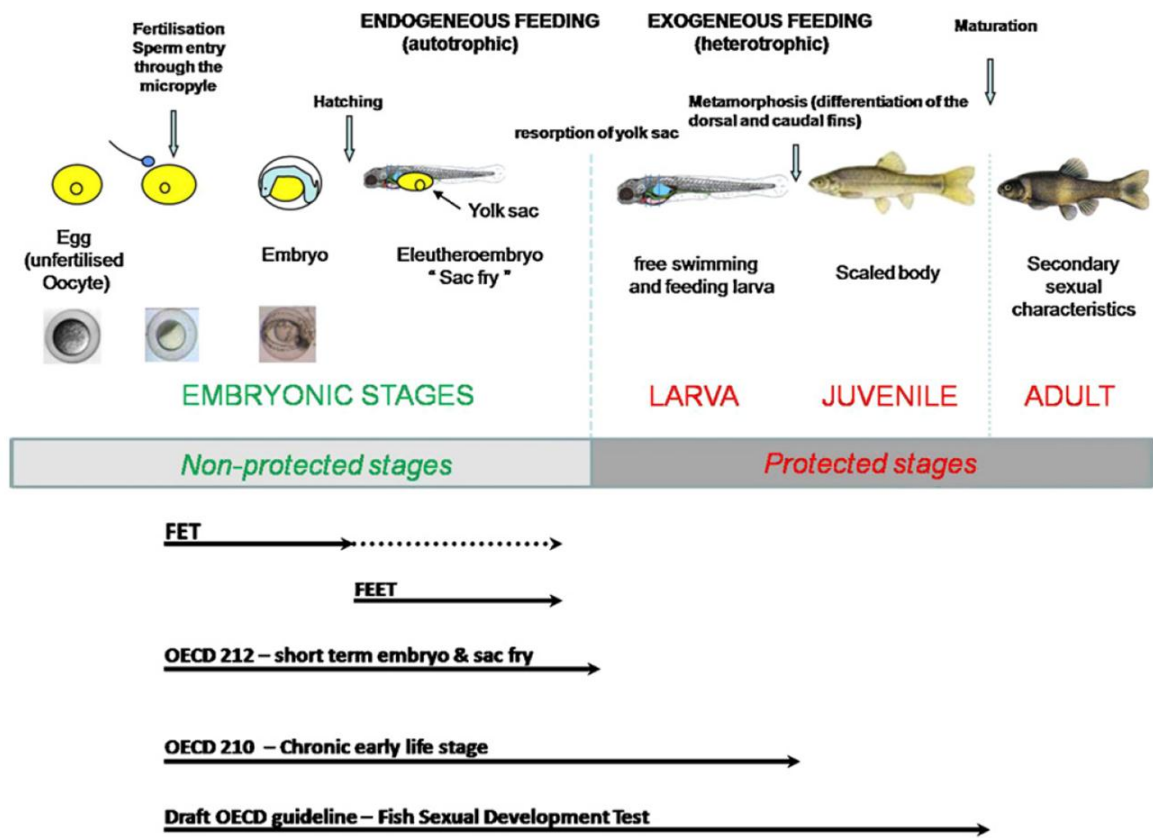 ENDOGENEOUS FEEDING
(autotrophic)
EXOGENEOUS FEEDING
(heterotrophic)
Maturation
Fertilisation
Sperm entry
through the
micropyle
Hatching
Metamorphosis (differentiation of the
dorsal and caudal fins)
resorption of yolk sac
Yolk sac
Egg
(unfertilised
Oocyte)
Embryo
Eleutheroembryo
" Sac fry "
free swimming
and feeding larva
Scaled body
Secondary
sexual
characteristics
EMBRYONIC STAGES
LARVA
JUVENILE
ADULT
Non-protected stages
Protected stages
FET
FEET
OECD 212 – short term embryo & sac fry
OECD 210 – Chronic early life stage
Draft OECD guideline – Fish Sexual Development Test